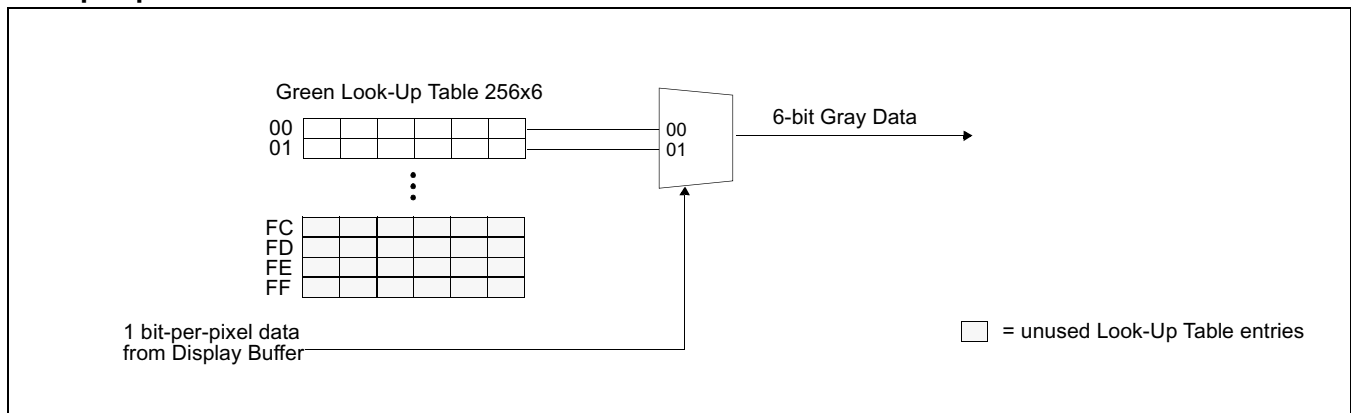 Green Look-Up Table 256x6
00
01
00
01
6-bit Gray Data
FC
FD
FE
FF
1 bit-per-pixel data
from Display Buffer
= unused Look-Up Table entries